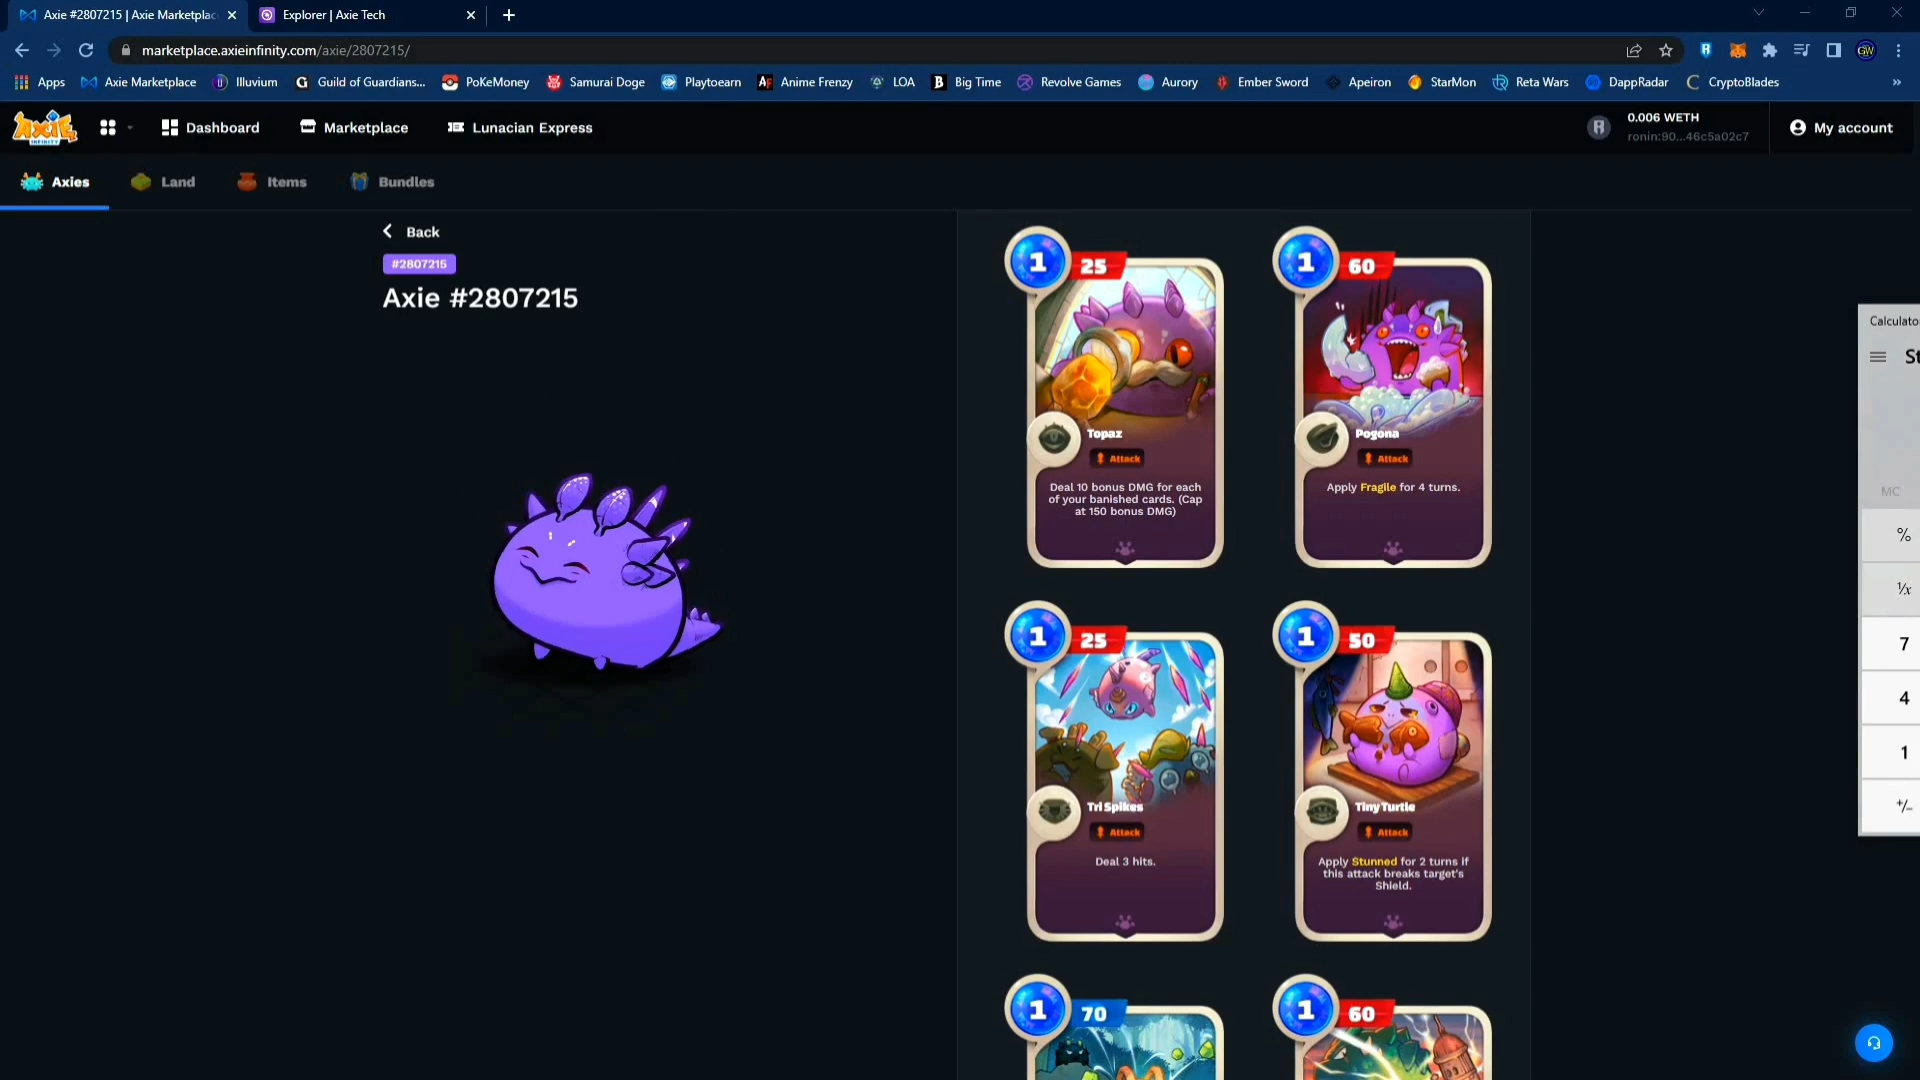 Axie #2807215 | Axie Marketplac
Explorer | Axie Tech
marketplace.axieinfinity.com/axie/2807215/
GW
Apps
Axie Marketplace
Illuvium
Guild of Guardians...
PoKeMoney
Samurai Doge
Playtoearn
Anime Frenzy
LOA
Big Time
Revolve Games
Aurory
Ember Sword
Apeiron
StarMon
Reta Wars
DappRadar
CryptoBlades
»
AXIE
INFINITY
Dashboard
Marketplace
Lunacian Express
0.006 WETH
ronin:90...46c5a02c7
My account
Axies
Land
Items
Bundles
Back
#2807215
Axie #2807215
1
25
Topaz
Attack
Deal 10 bonus DMG for each
of your banished cards. (Cap
at 150 bonus DMG)
1
60
Pogona
Attack
Apply Fragile for 4 turns.
1
25
Tri Spikes
Attack
Deal 3 hits.
1
50
Tiny Turtle
Attack
Apply Stunned for 2 turns if
this attack breaks target's
Shield.
1
70
1
60
Calculato
St
MC
%
1/x
7
4
1
+/-